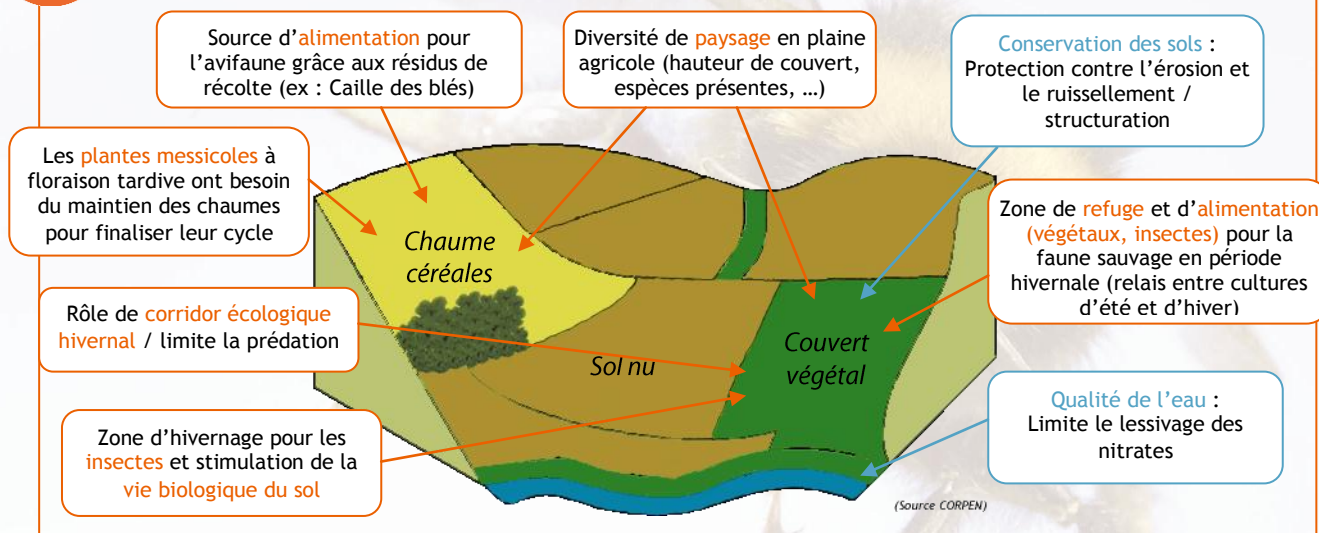 Source d’alimentation pour
l’avifaune grâce aux résidus de
récolte (ex : Caille des blés)
Diversité de paysage en plaine
agricole (hauteur de couvert,
espèces présentes, …)
Conservation des sols :
Protection contre l’érosion et
le ruissellement /
structuration
Les plantes messicoles à
floraison tardive ont besoin
du maintien des chaumes
pour finaliser leur cycle
Zone de refuge et d’alimentation
(végétaux, insectes) pour la
faune sauvage en période
hivernale (relais entre cultures
d’été et d’hiver)
Chaume
céréales
Rôle de corridor écologique
hivernal / limite la prédation
Sol nu
Couvert
végétal
Zone d’hivernage pour les
insectes et stimulation de la
vie biologique du sol
Qualité de l’eau :
Limite le lessivage des
nitrates
(Source CORPEN)